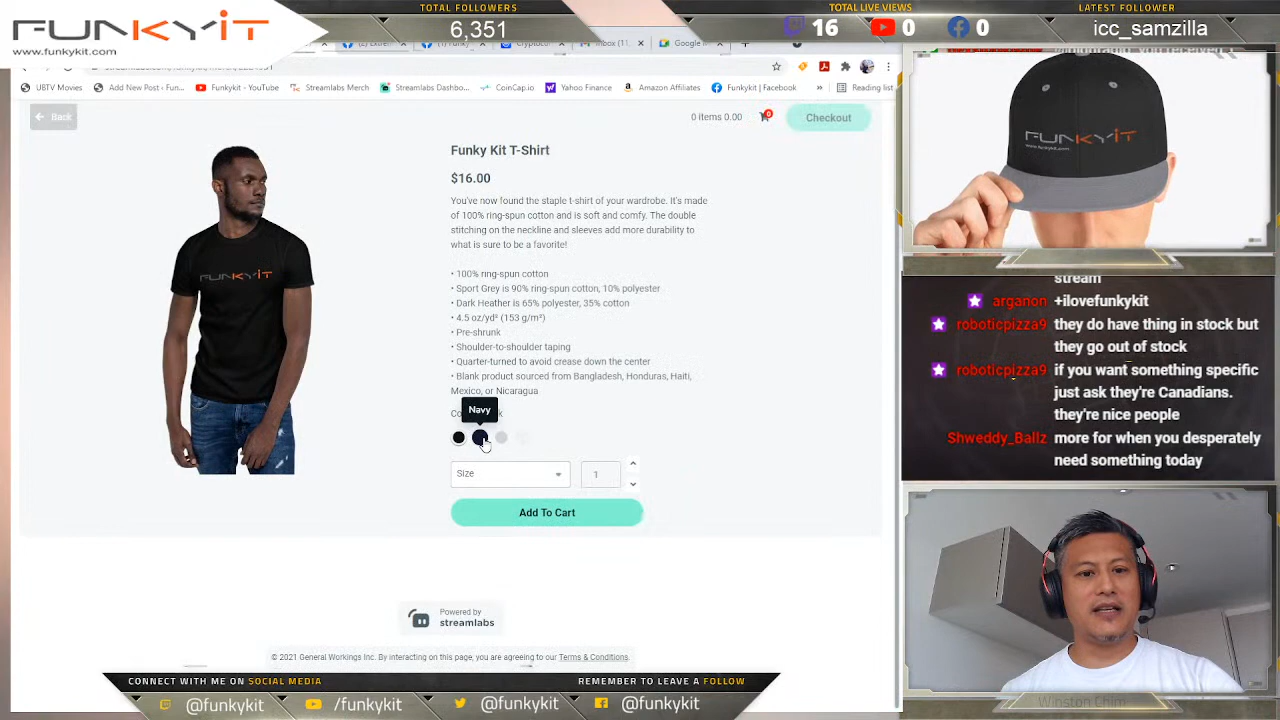 FUNKYIT
www.funkykit.com
TOTAL FOLLOWERS
6,351
TOTAL LIVE VIEWS
16
0
0
LATEST FOLLOWER
icc_samzilla
UBTV Movies
Add New Post ‹ Fun...
Funkykit - YouTube
Streamlabs Merch
Streamlabs Dashbo...
CoinCap.io
Yahoo Finance
Amazon Affiliates
Funkykit | Facebook
»
Reading list
Back
0 items 0.00
0
Checkout
Funky Kit T-Shirt
$16.00
You've now found the staple t-shirt of your wardrobe. It's made
of 100% ring-spun cotton and is soft and comfy. The double
stitching on the neckline and sleeves add more durability to
what is sure to be a favorite!
• 100% ring-spun cotton
• Sport Grey is 90% ring-spun cotton, 10% polyester
• Dark Heather is 65% polyester, 35% cotton
• 4.5 oz/yd² (153 g/m²)
• Pre-shrunk
• Shoulder-to-shoulder taping
• Quarter-turned to avoid crease down the center
• Blank product sourced from Bangladesh, Honduras, Haiti,
Mexico, or Nicaragua
Navy
Size
1
Add To Cart
Powered by
streamlabs
© 2021 General Workings Inc. By interacting on this page, you are agreeing to our Terms & Conditions.
FUNKYIT
FUNKYIT
www.funkykit.com
stream
arganon +ilovefunkykit
roboticpizza9 they do have thing in stock but
they go out of stock
roboticpizza9 if you want something specific
just ask they're Canadians.
they're nice people
Shweddy_Ballz more for when you desperately
need something today
Winston Chim
CONNECT WITH ME ON SOCIAL MEDIA
REMEMBER TO LEAVE A FOLLOW
@funkykit
/funkykit
@funkykit
@funkykit